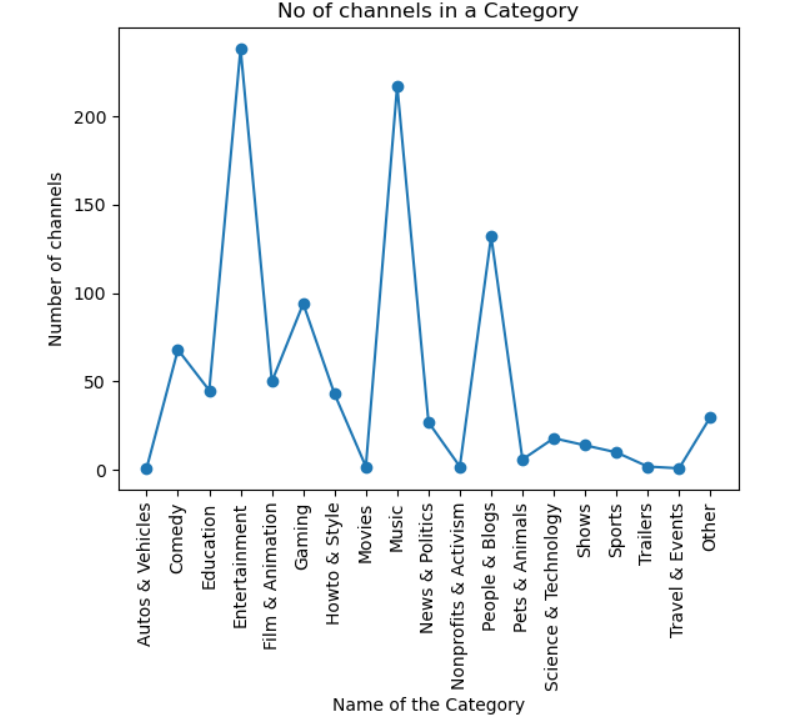 No of channels in a Category
Number of channels
200
150
100
50
0
Autos & Vehicles
Comedy
Education
Entertainment
Film & Animation
Gaming
Howto & Style
Movies
Music
News & Politics
Nonprofits & Activism
People & Blogs
Pets & Animals
Science & Technology
Shows
Sports
Trailers
Travel & Events
Other
Name of the Category